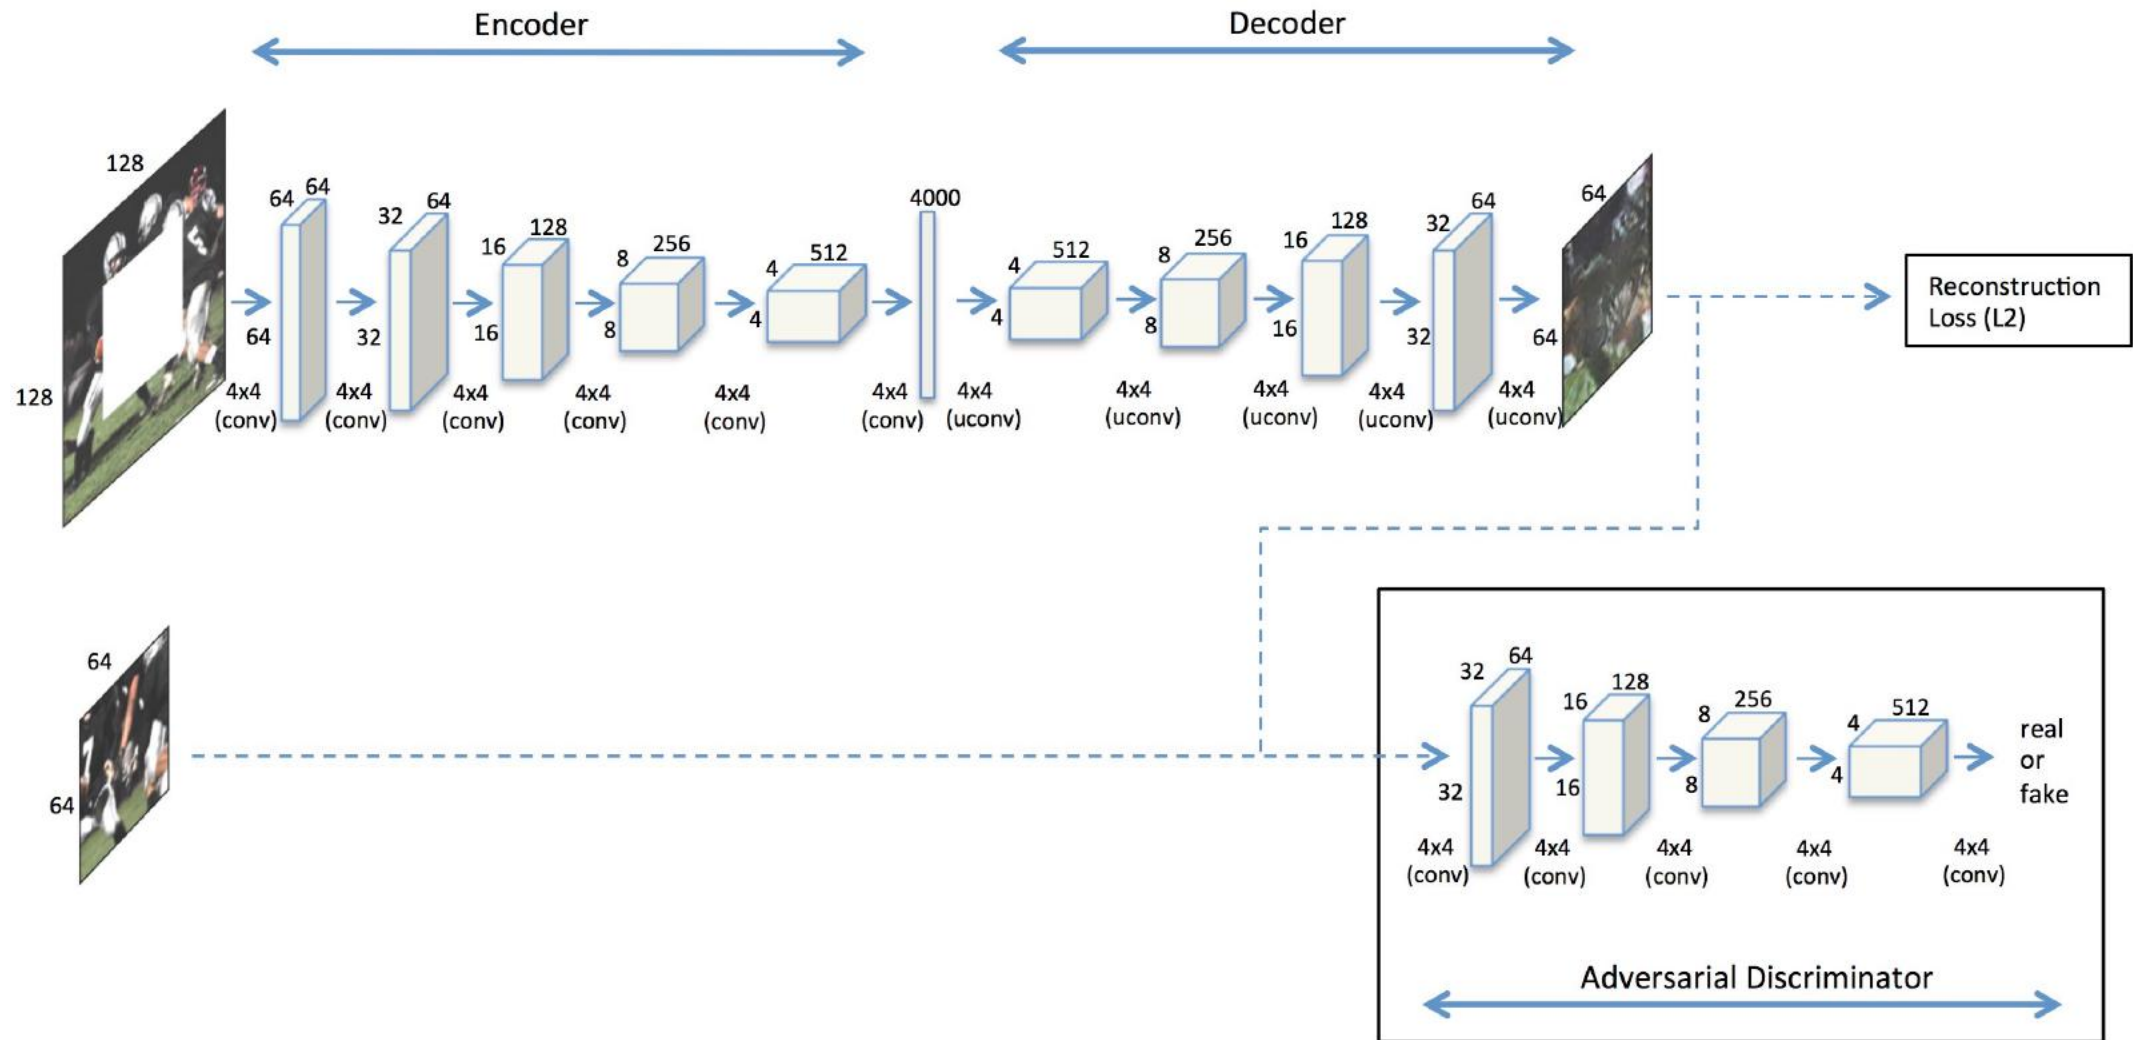 Encoder
Decoder
128
128
64
64
64
32
64
32
16
128
16
8
256
8
4
512
4
4000
4
512
4
8
256
8
16
128
16
32
64
32
64
64
4x4
(conv)
4x4
(conv)
4x4
(conv)
4x4
(conv)
4x4
(conv)
4x4
(conv)
4x4
(uconv)
4x4
(uconv)
4x4
(uconv)
4x4
(uconv)
4x4
(uconv)
Reconstruction
Loss (L2)
64
64
32
64
32
16
128
16
8
256
8
4
512
4
real
or
fake
4x4
(conv)
4x4
(conv)
4x4
(conv)
4x4
(conv)
4x4
(conv)
Adversarial Discriminator